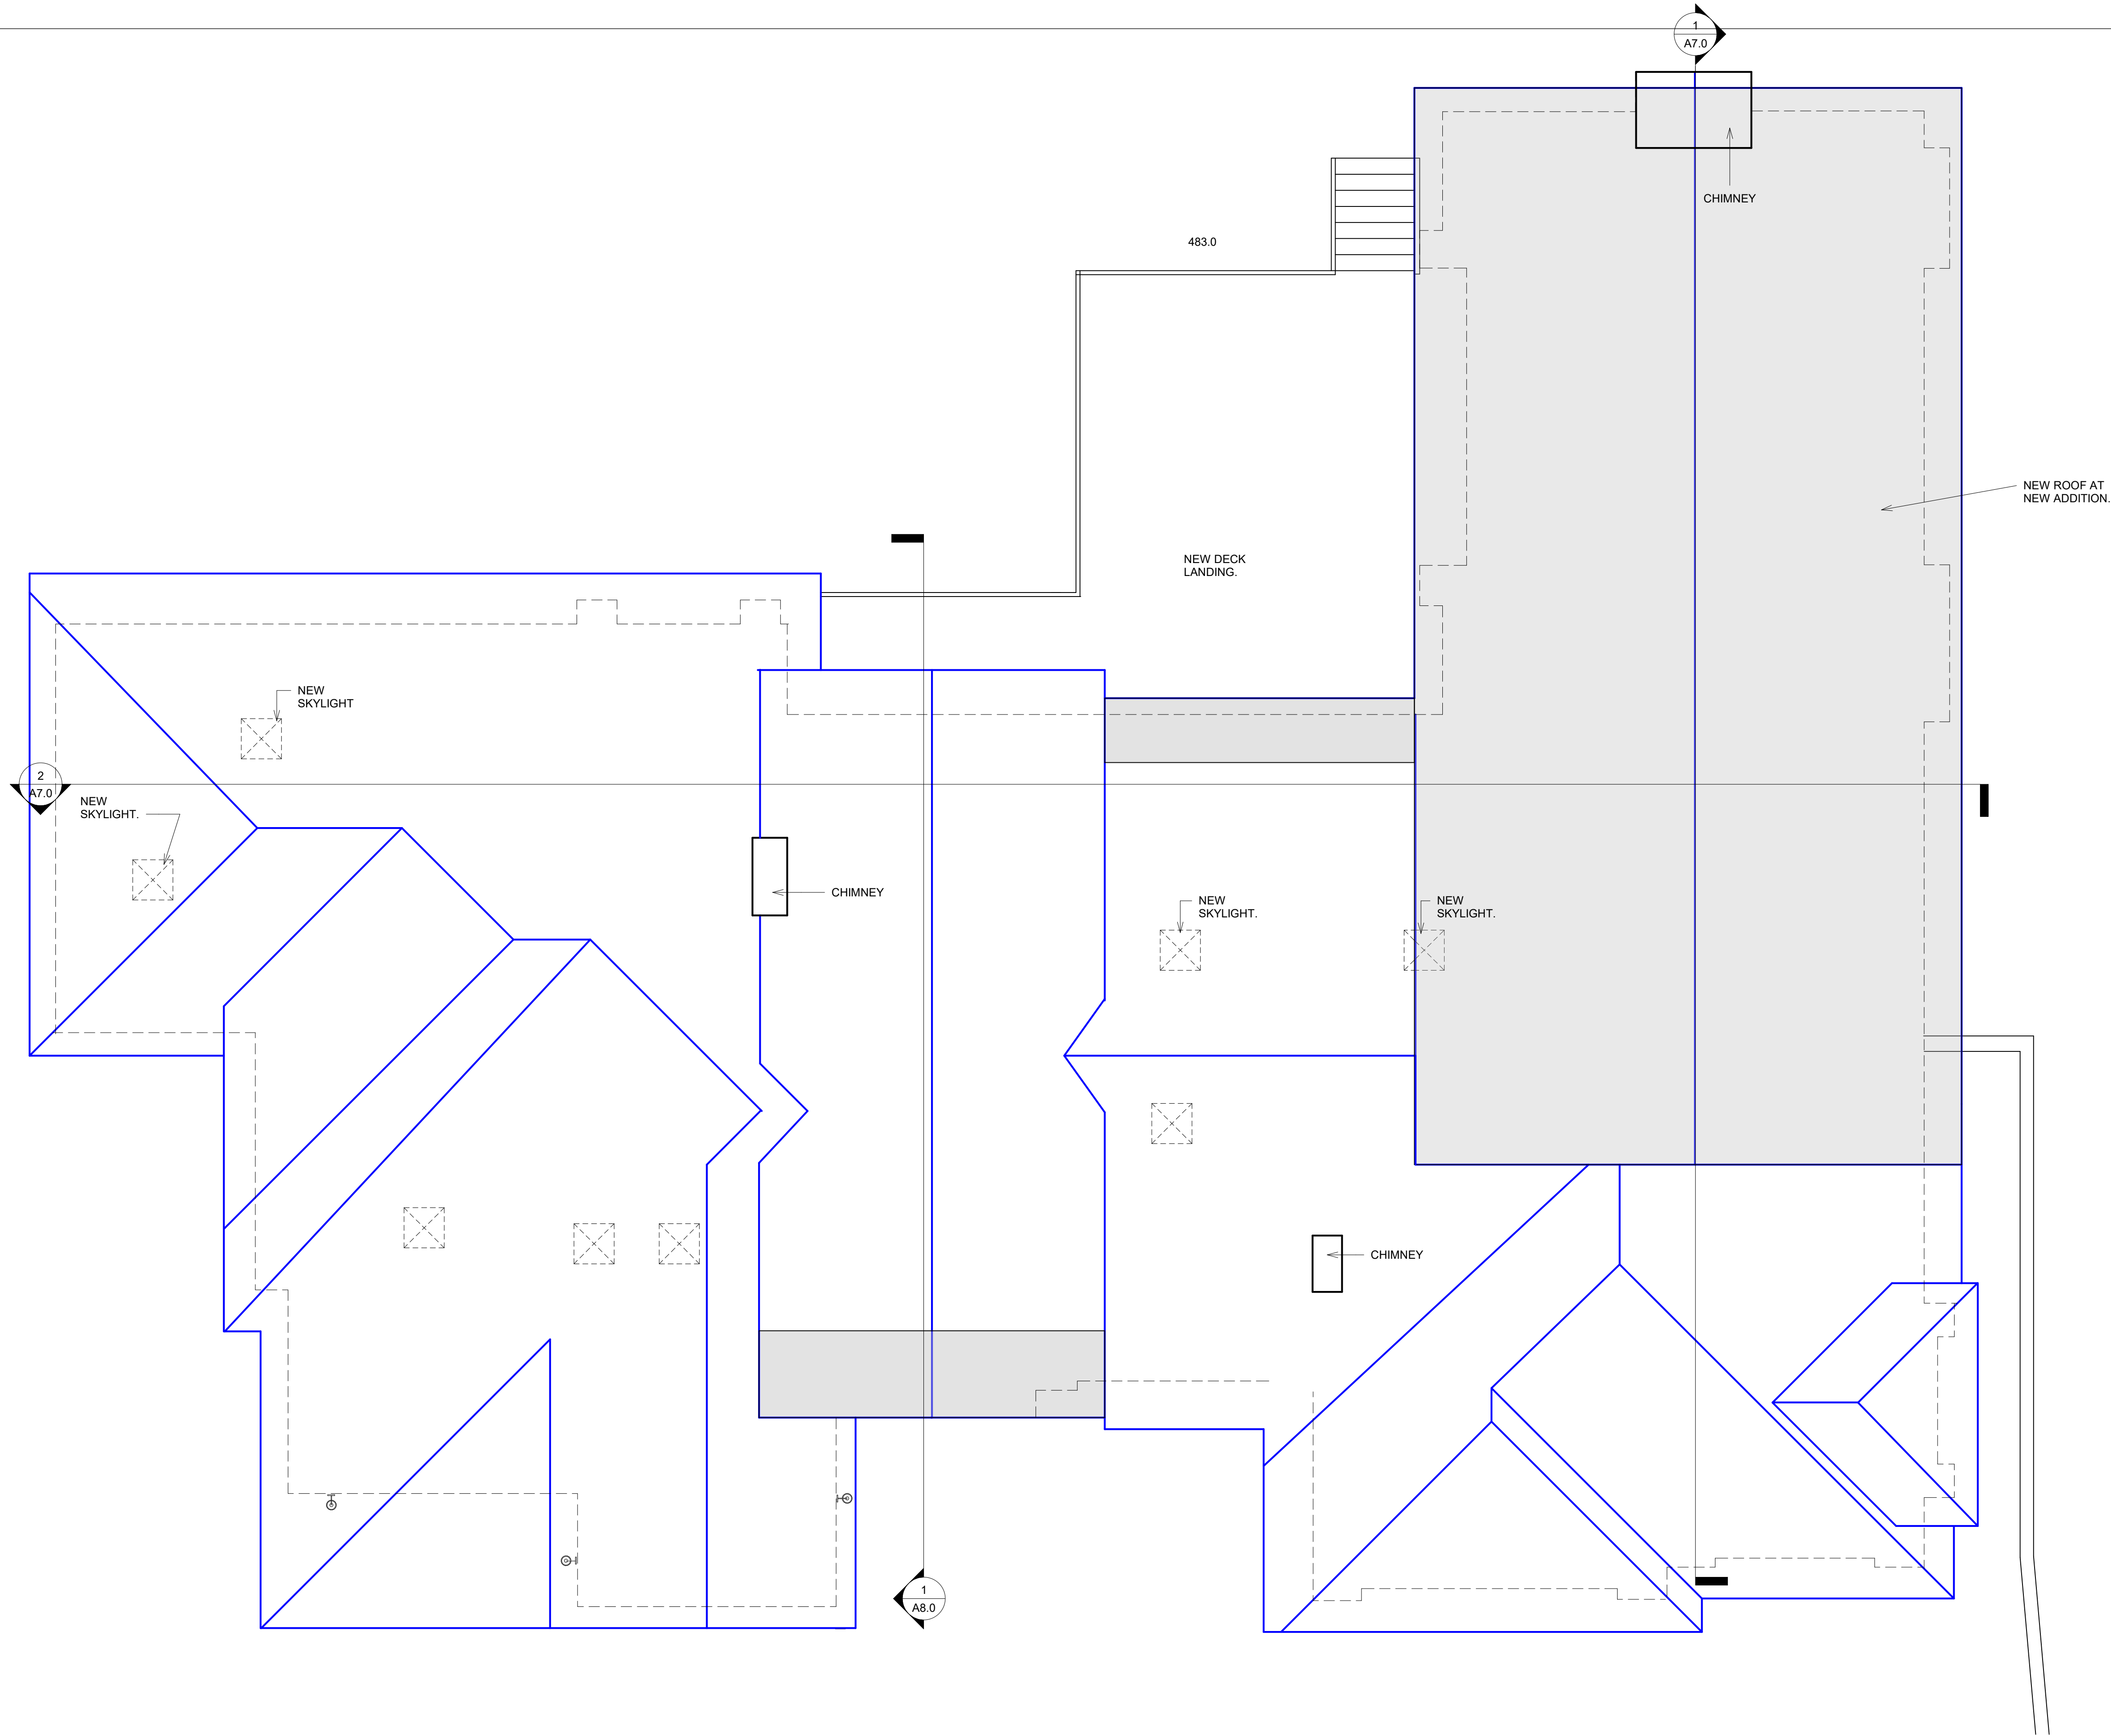 1
A7.0
CHIMNEY
483.0
NEW ROOF AT
NEW ADDITION.
NEW DECK
LANDING.
NEW
SKYLIGHT
2
A7.0
NEW
SKYLIGHT.
CHIMNEY
NEW
SKYLIGHT.
NEW
SKYLIGHT.
CHIMNEY
1
A8.0